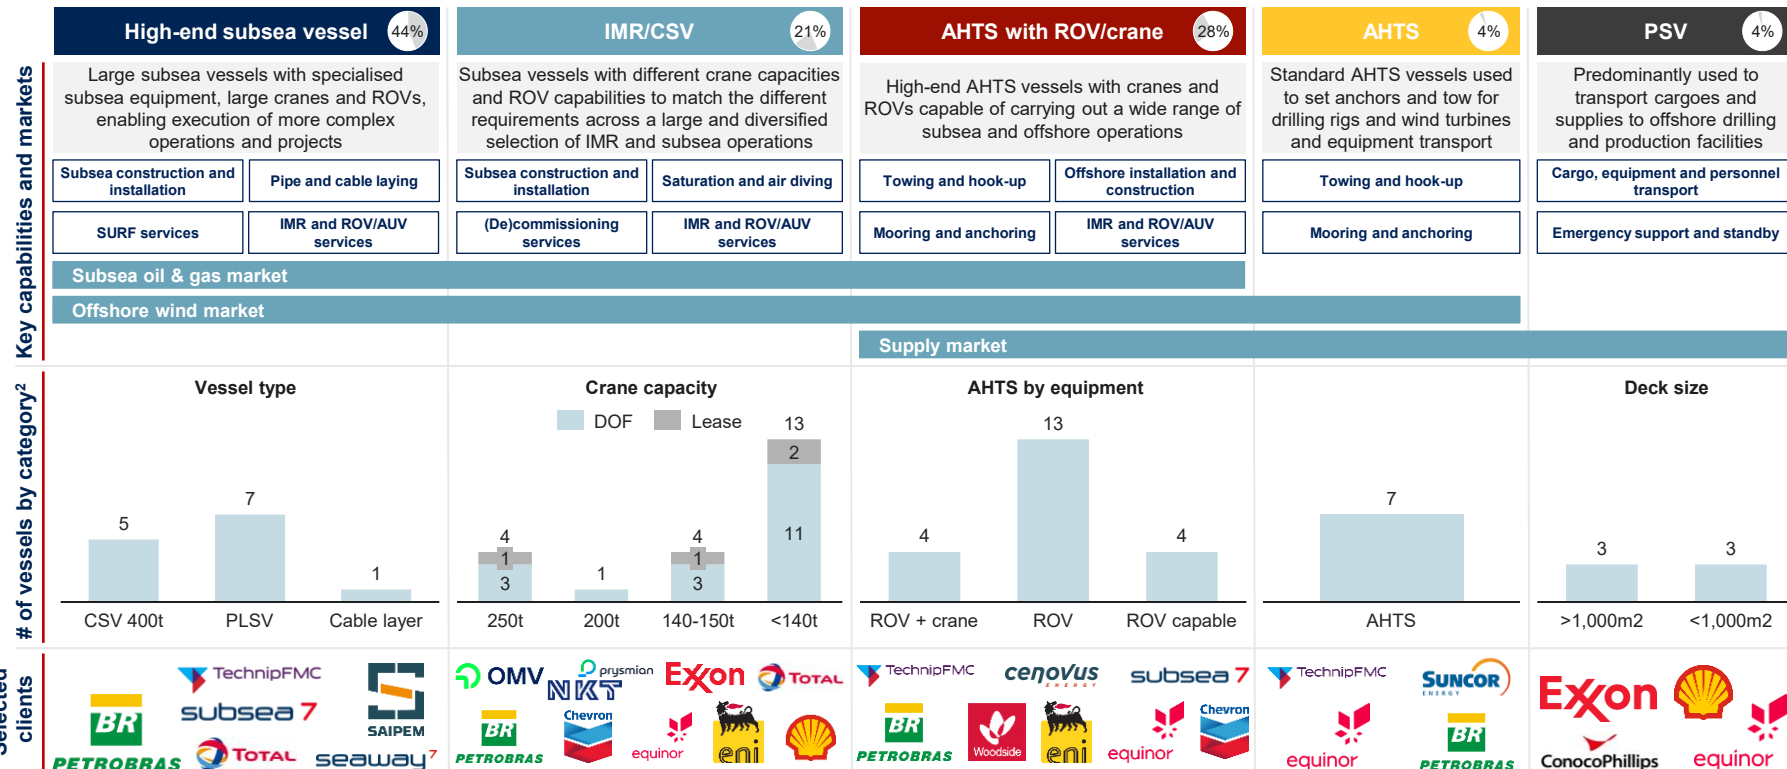 High-end subsea vessel
44%
IMR/CSV
21%
AHTS with ROV/crane
28%
AHTS
4%
PSV
4%
Key capabilities and markets
Large subsea vessels with specialised
subsea equipment, large cranes and ROVs,
enabling execution of more complex
operations and projects
Subsea vessels with different crane capacities
and ROV capabilities to match the different
requirements across a large and diversified
selection of IMR and subsea operations
High-end AHTS vessels with cranes and
ROVs capable of carrying out a wide range of
subsea and offshore operations
Standard AHTS vessels used
to set anchors and tow for
drilling rigs and wind turbines
and equipment transport
Predominantly used to
transport cargoes and
supplies to offshore drilling
and production facilities
Subsea construction and
installation
Pipe and cable laying
SURF services
IMR and ROV/AUV
services
Subsea construction and
installation
Saturation and air diving
(De)commissioning
services
IMR and ROV/AUV
services
Towing and hook-up
Offshore installation and
construction
Mooring and anchoring
IMR and ROV/AUV
services
Towing and hook-up
Mooring and anchoring
Cargo, equipment and personnel
transport
Emergency support and standby
Subsea oil & gas market
Offshore wind market
Supply market
# of vessels by category2
Vessel type
5
7
1
CSV 400t
PLSV
Cable layer
Crane capacity
DOF
Lease
4
1
3
1
4
1
3
13
2
11
250t
200t
140-150t
<140t
AHTS by equipment
4
13
4
ROV + crane
ROV
ROV capable
7
AHTS
Deck size
3
3
>1,000m2
<1,000m2
Selected
clients
BR
PETROBRAS
TechnipFMC
subsea 7
TOTAL
SAIPEM
seaway7
OMV
NKT
prysmian
Exxon
TOTAL
BR
PETROBRAS
Chevron
equinor
eni
TechnipFMC
cenovus
ENERGY
subsea 7
BR
PETROBRAS
Woodside
eni
equinor
Chevron
TechnipFMC
SUNCOR
ENERGY
equinor
BR
PETROBRAS
Exxon
ConocoPhillips
equinor